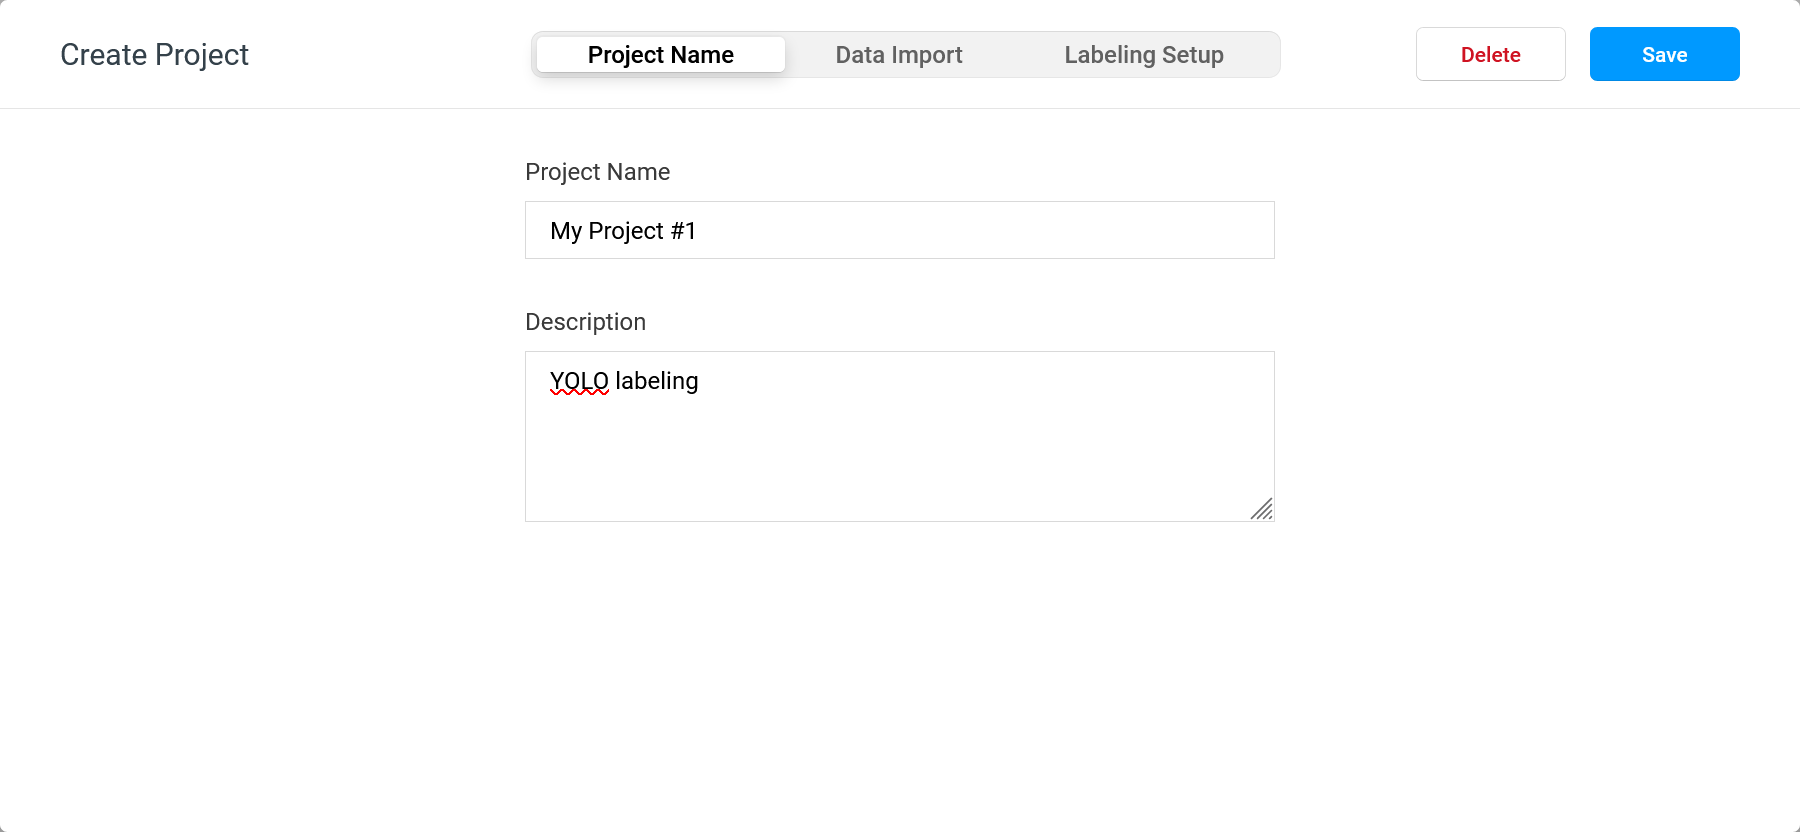 Create Project
Project Name
Data Import
Labeling Setup
Delete
Save
Project Name
My Project #1
Description
YOLO labeling